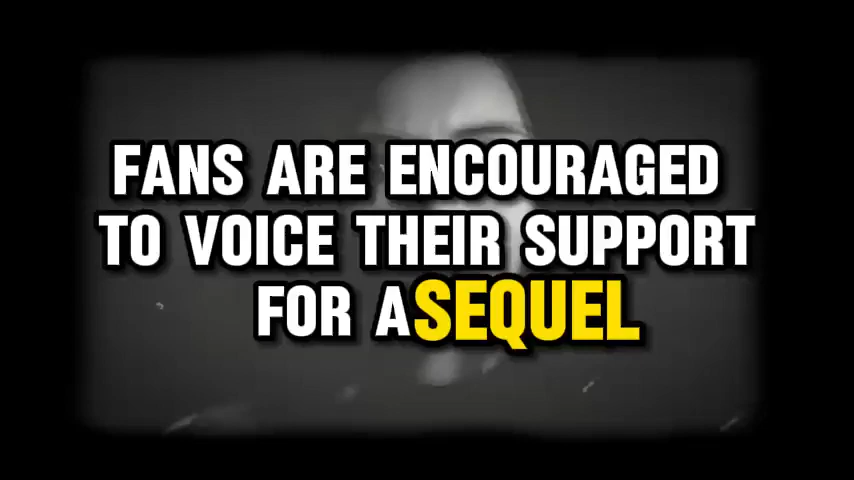 FANS ARE ENCOURAGED
TO VOICE THEIR SUPPORT
FOR A SEQUEL